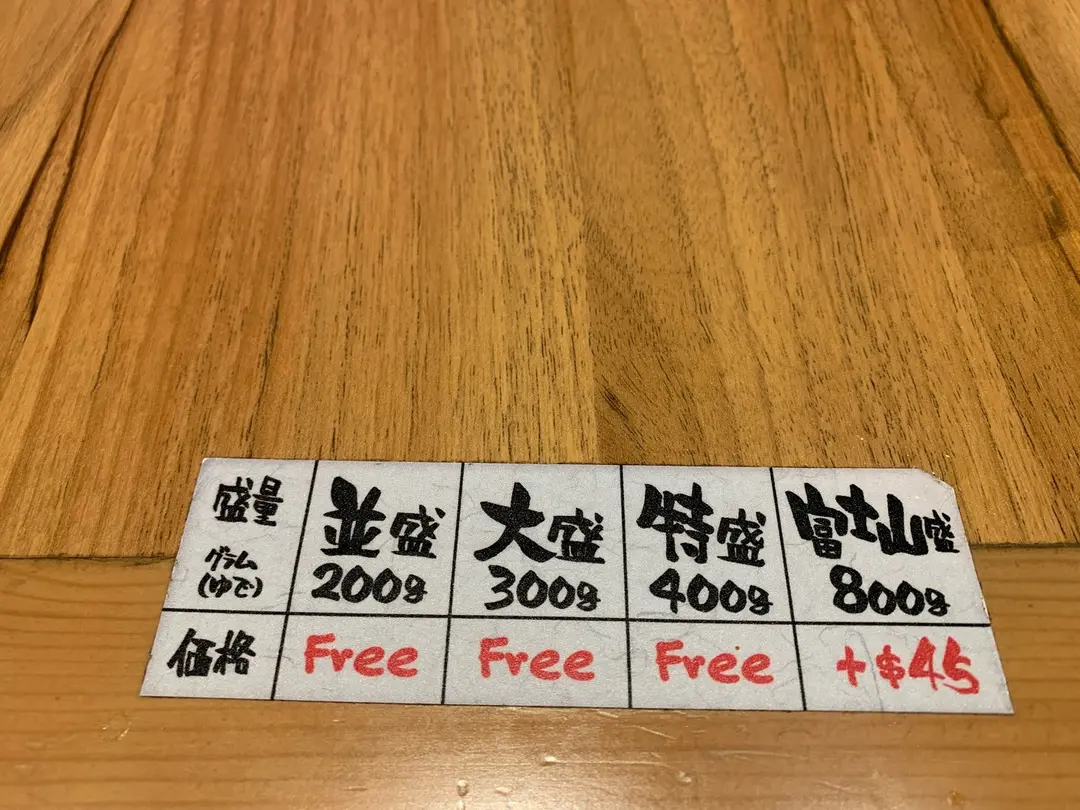 盛量 並盛 大盛 特盛 富士山盛
グラム(ゆで) 200g 300g 400g 800g
価格 Free Free Free +$45